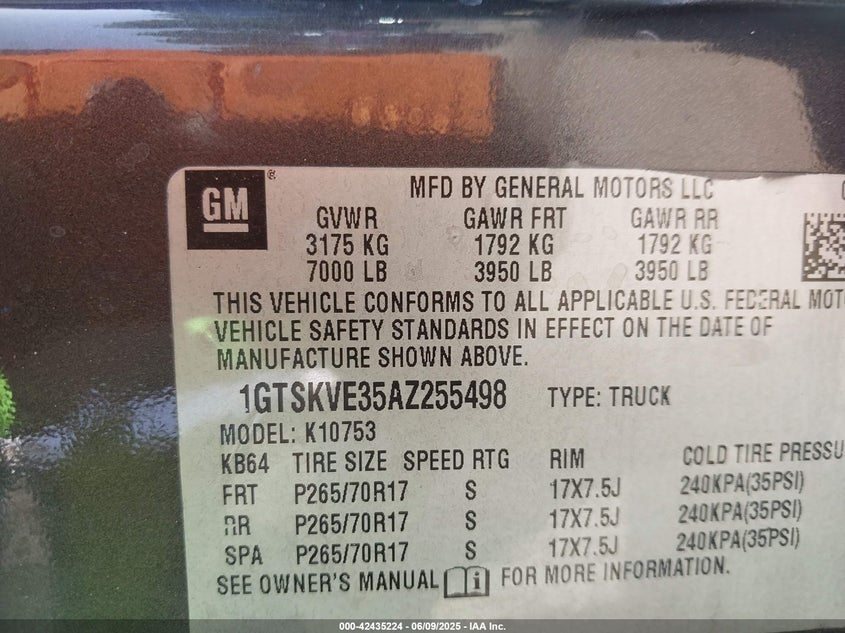 GM ®
MFD BY GENERAL MOTORS LLC
GVWR GAWR FRT GAWR RR
3175 KG 1792 KG 1792 KG
7000 LB 3950 LB 3950 LB
THIS VEHICLE CONFORMS TO ALL APPLICABLE U.S. FEDERAL MOT
VEHICLE SAFETY STANDARDS IN EFFECT ON THE DATE OF
MANUFACTURE SHOWN ABOVE.
1GTSKVE35AZ255498 TYPE: TRUCK
MODEL: K10753
KB64 TIRE SIZE SPEED RTG RIM COLD TIRE PRESSU
FRT P265/70R17 S 17X7.5J 240KPA(35PSI)
RR P265/70R17 S 17X7.5J 240KPA(35PSI)
SPA P265/70R17 S 17X7.5J 240KPA(35PSI)
SEE OWNER'S MANUAL i FOR MORE INFORMATION.
000-42435224 - 06/09/2025 - IAA Inc.